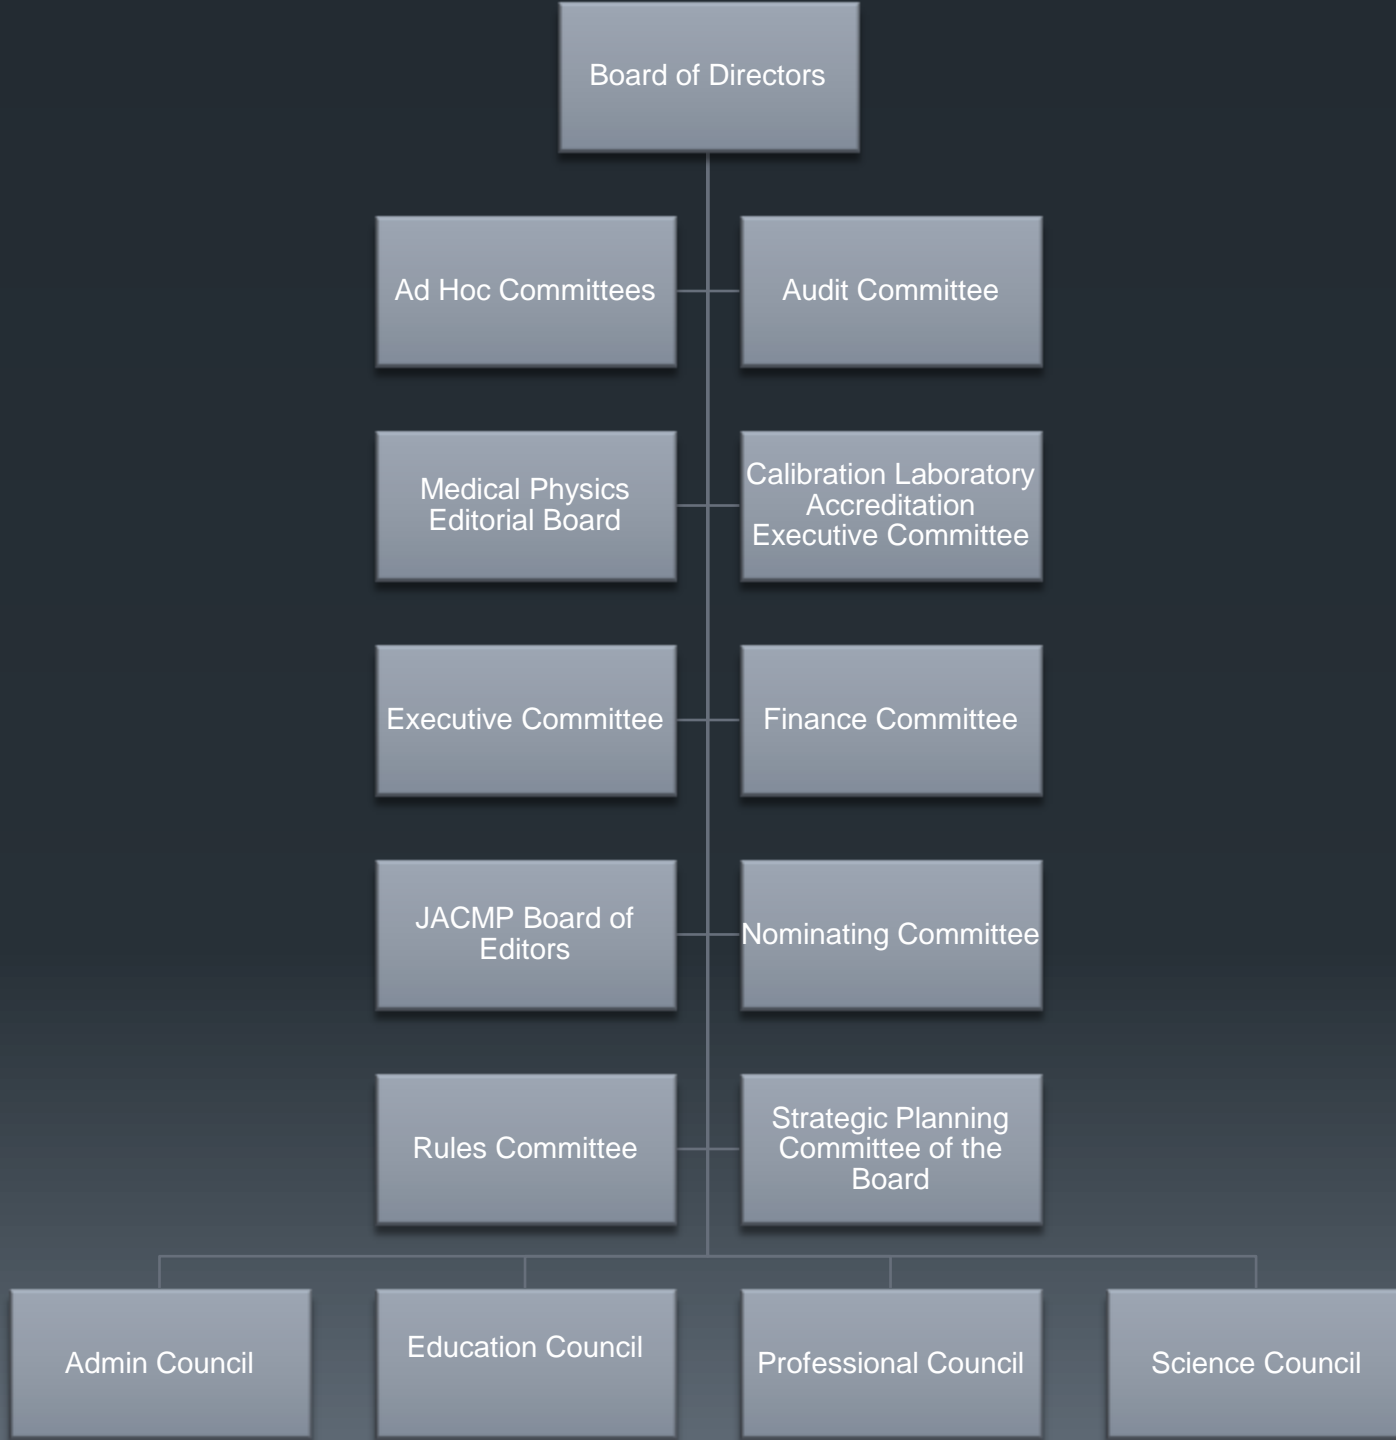 Board of Directors
Ad Hoc Committees
Audit Committee
Medical Physics
Editorial Board
Calibration Laboratory
Accreditation
Executive Committee
Executive Committee
Finance Committee
JACMP Board of
Editors
Nominating Committee
Rules Committee
Strategic Planning
Committee of the
Board
Admin Council
Education Council
Professional Council
Science Council